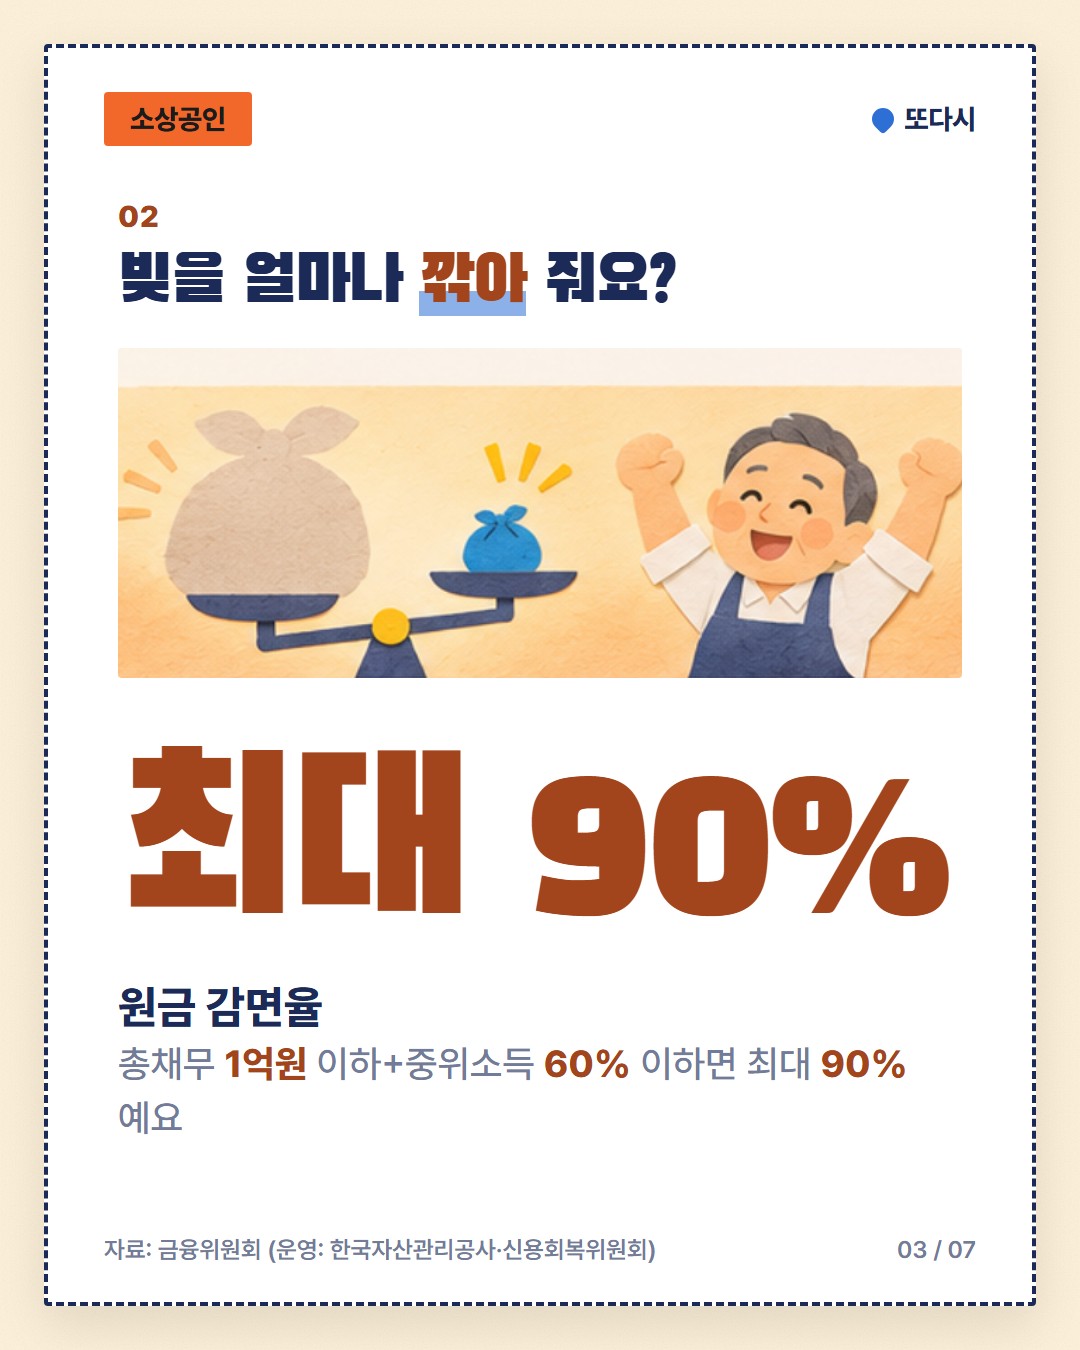 소상공인
또다시
02
빚을 얼마나 깎아 줘요?
최대 90%
원금 감면율
총채무 1억원 이하+중위소득 60% 이하면 최대 90%
예요
자료: 금융위원회 (운영: 한국자산관리공사·신용회복위원회)
03 / 07